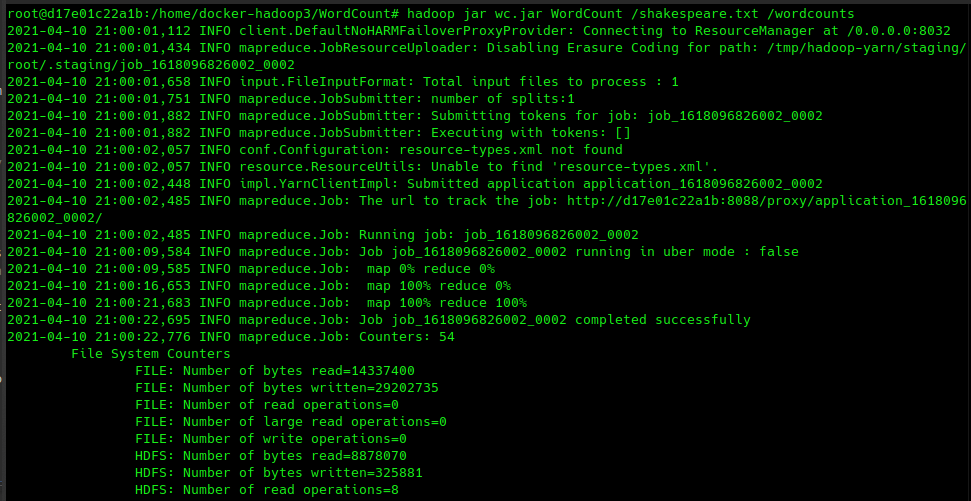 root@d17e01c22a1b:/home/docker-hadoop3/WordCount# hadoop jar wc.jar WordCount /shakespeare.txt /wordcounts
2021-04-10 21:00:01,112 INFO client.DefaultNoHARMFailoverProxyProvider: Connecting to ResourceManager at /0.0.0.0:8032
2021-04-10 21:00:01,434 INFO mapreduce.JobResourceUploader: Disabling Erasure Coding for path: /tmp/hadoop-yarn/staging/
root/.staging/job_1618096826002_0002
2021-04-10 21:00:01,658 INFO input.FileInputFormat: Total input files to process : 1
2021-04-10 21:00:01,751 INFO mapreduce.JobSubmitter: number of splits:1
2021-04-10 21:00:01,882 INFO mapreduce.JobSubmitter: Submitting tokens for job: job_1618096826002_0002
2021-04-10 21:00:01,882 INFO mapreduce.JobSubmitter: Executing with tokens: []
2021-04-10 21:00:02,057 INFO conf.Configuration: resource-types.xml not found
2021-04-10 21:00:02,057 INFO resource.ResourceUtils: Unable to find 'resource-types.xml'.
2021-04-10 21:00:02,448 INFO impl.YarnClientImpl: Submitted application application_1618096826002_0002
2021-04-10 21:00:02,485 INFO mapreduce.Job: The url to track the job: http://d17e01c22a1b:8088/proxy/application_1618096
826002_0002/
2021-04-10 21:00:02,485 INFO mapreduce.Job: Running job: job_1618096826002_0002
2021-04-10 21:00:09,584 INFO mapreduce.Job: Job job_1618096826002_0002 running in uber mode : false
2021-04-10 21:00:09,585 INFO mapreduce.Job:  map 0% reduce 0%
2021-04-10 21:00:16,653 INFO mapreduce.Job:  map 100% reduce 0%
2021-04-10 21:00:21,683 INFO mapreduce.Job:  map 100% reduce 100%
2021-04-10 21:00:22,695 INFO mapreduce.Job: Job job_1618096826002_0002 completed successfully
2021-04-10 21:00:22,776 INFO mapreduce.Job: Counters: 54
File System Counters
FILE: Number of bytes read=14337400
FILE: Number of bytes written=29202735
FILE: Number of read operations=0
FILE: Number of large read operations=0
FILE: Number of write operations=0
HDFS: Number of bytes read=8878070
HDFS: Number of bytes written=325881
HDFS: Number of read operations=8